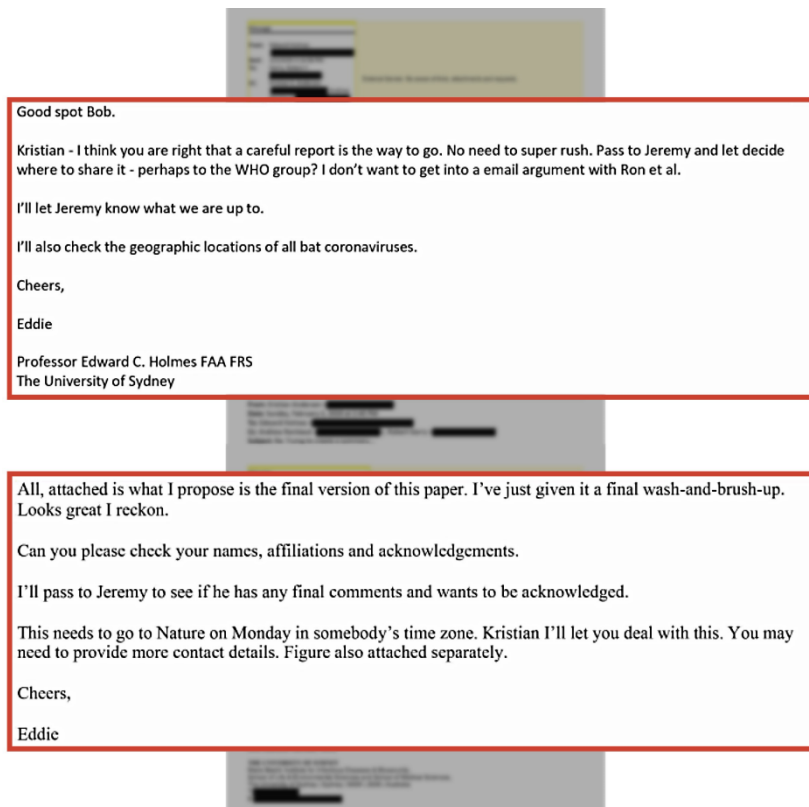 Good spot Bob.
Kristian - I think you are right that a careful report is the way to go. No need to super rush. Pass to Jeremy and let decide
where to share it - perhaps to the WHO group? I don't want to get into a email argument with Ron et al.
I'll let Jeremy know what we are up to.
I'll also check the geographic locations of all bat coronaviruses.
Cheers,
Eddie
Professor Edward C. Holmes FAA FRS
The University of Sydney
All, attached is what I propose is the final version of this paper. I've just given it a final wash-and-brush-up.
Looks great I reckon.
Can you please check your names, affiliations and acknowledgements.
I'll pass to Jeremy to see if he has any final comments and wants to be acknowledged.
This needs to go to Nature on Monday in somebody's time zone. Kristian I'll let you deal with this. You may
need to provide more contact details. Figure also attached separately.
Cheers,
Eddie